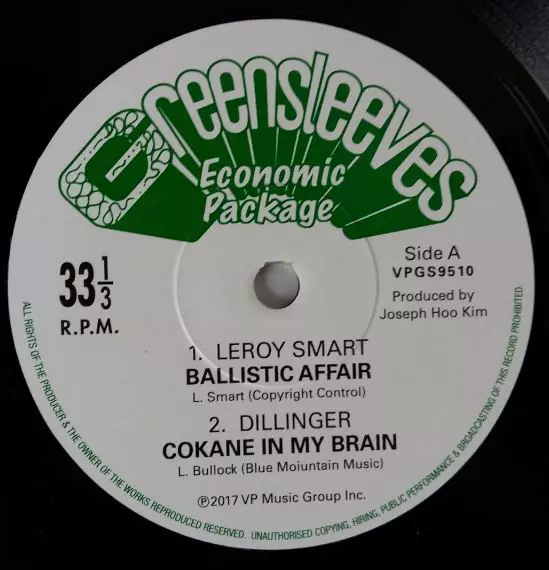 Greensleeves
Economic
Package
Side A
VPGS9510
33 1/3
R.P.M.
Produced by
Joseph Hoo Kim
1. LEROY SMART
BALLISTIC AFFAIR
L. Smart (Copyright Control)
2. DILLINGER
COKANE IN MY BRAIN
L. Bullock (Blue Moiuntain Music)
℗2017 VP Music Group Inc.
ALL RIGHTS OF THE PRODUCER & THE OWNER OF THE WORKS REPRODUCED RESERVED. UNAUTHORISED COPYING, HIRING, PUBLIC PERFORMANCE & BROADCASTING OF THIS RECORD PROHIBITED.